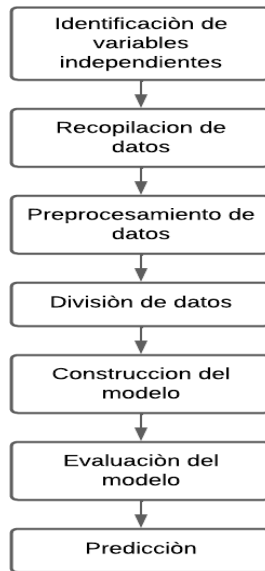 Identificaciòn de
variables
independientes
Recopilacion de
datos
Preprocesamiento de
datos
Divisiòn de datos
Construccion del
modelo
Evaluaciòn del
modelo
Predicciòn